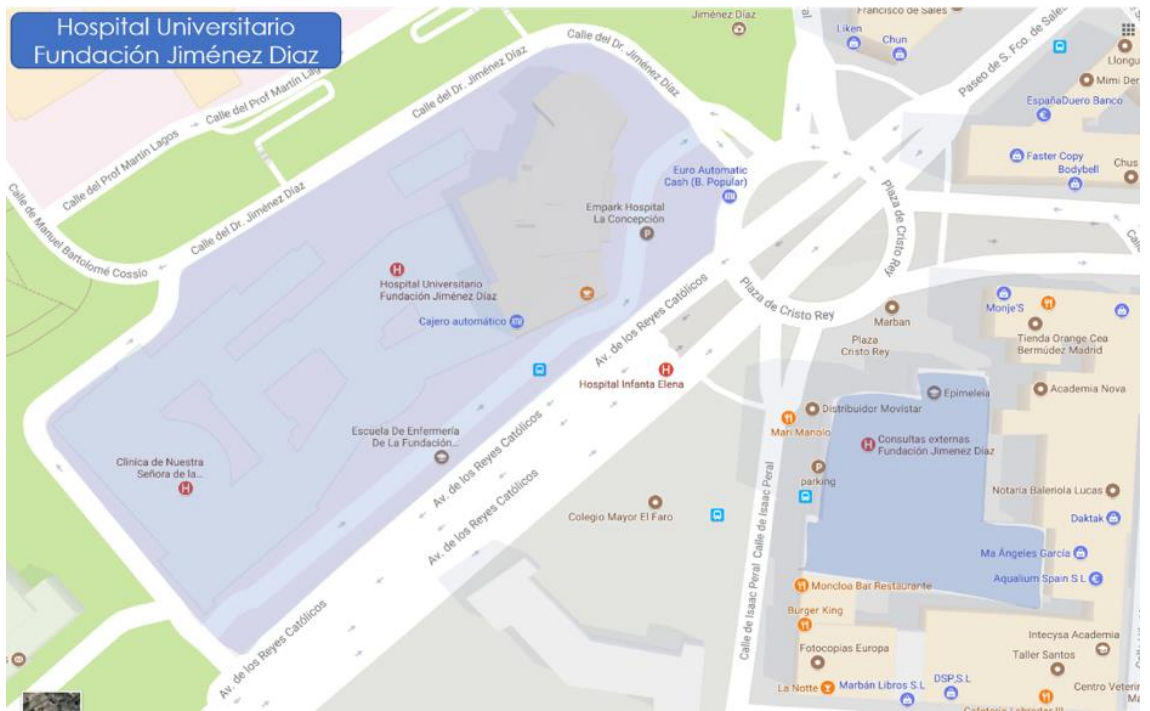 Hospital Universitario
Fundación Jiménez Diaz
Jiménez Díaz
Francisco de Sales
Liken
Chun
Paseo de S. Fco. de Sales
Mimi
EspañaDuero Banco
Faster Copy
Bodybell
Chus
Calle del Dr. Jiménez Díaz
Calle del Dr. Jiménez Díaz
Calle del Dr. Jiménez Díaz
Calle del Prof Martín Lagos
Calle del Prof Martín
Calle de Manuel Bartolomé Cossío
Euro Automatic
Cash (B. Popular)
Empark Hospital
La Concepción
Plaza de Cristo Rey
Plaza de Cristo Rey
Hospital Universitario
Fundación Jiménez Díaz
Cajero automático
Av. de los Reyes Católicos
Marban
Plaza
Cristo Rey
Monje'S
Tienda Orange Cea
Bermúdez Madrid
Hospital Infanta Elena
Epimeleia
Academia Nova
Distribuidor Movistar
Mari Manolo
Consultas externas
Fundación Jimenez Diaz
Escuela De Enfermería
De La Fundación...
Av. de los Reyes Católicos
Clínica de Nuestra
Señora de la...
parking
Notaría Baleriola Lucas
Colegio Mayor El Faro
Daktak
Av. de los Reyes Católicos
Calle de Isaac Peral
Calle de Isaac Peral
Ma Ángeles García
Aqualium Spain S L
Moncloa Bar Restaurante
Burger King
Av. de los Reyes Católicos
Intecysa Academia
Fotocopias Europa
Taller Santos
La Notte
Marbán Libros S.L
DSP,S.L
Centro